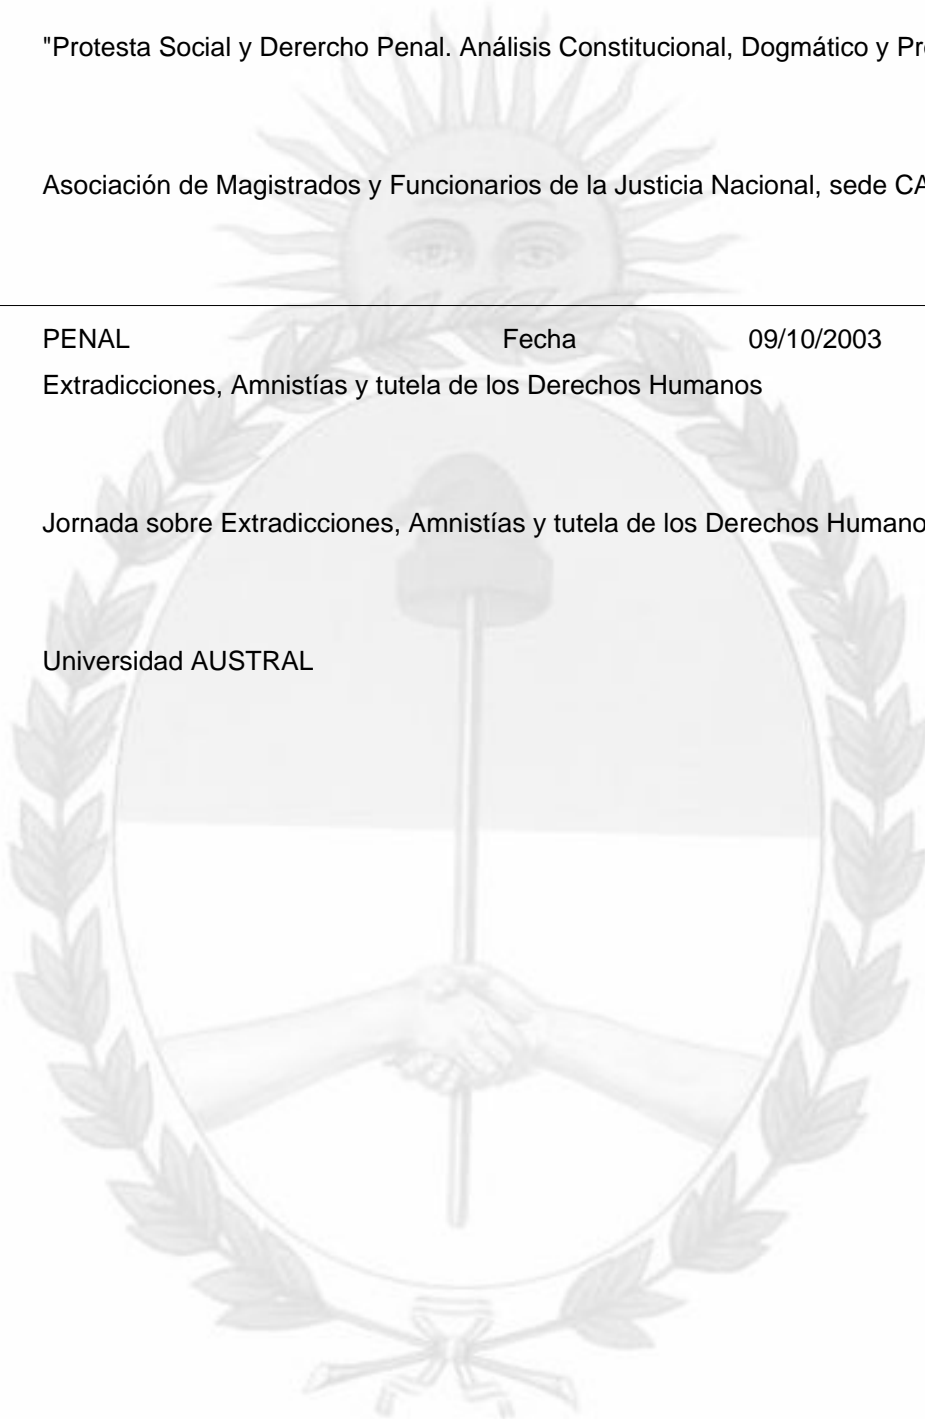 "Protesta Social y Derercho Penal. Análisis Constitucional, Dogmático y Pr
Asociación de Magistrados y Funcionarios de la Justicia Nacional, sede CA
PENAL Fecha 09/10/2003
Extradicciones, Amnistías y tutela de los Derechos Humanos
Jornada sobre Extradicciones, Amnistías y tutela de los Derechos Humano
Universidad AUSTRAL